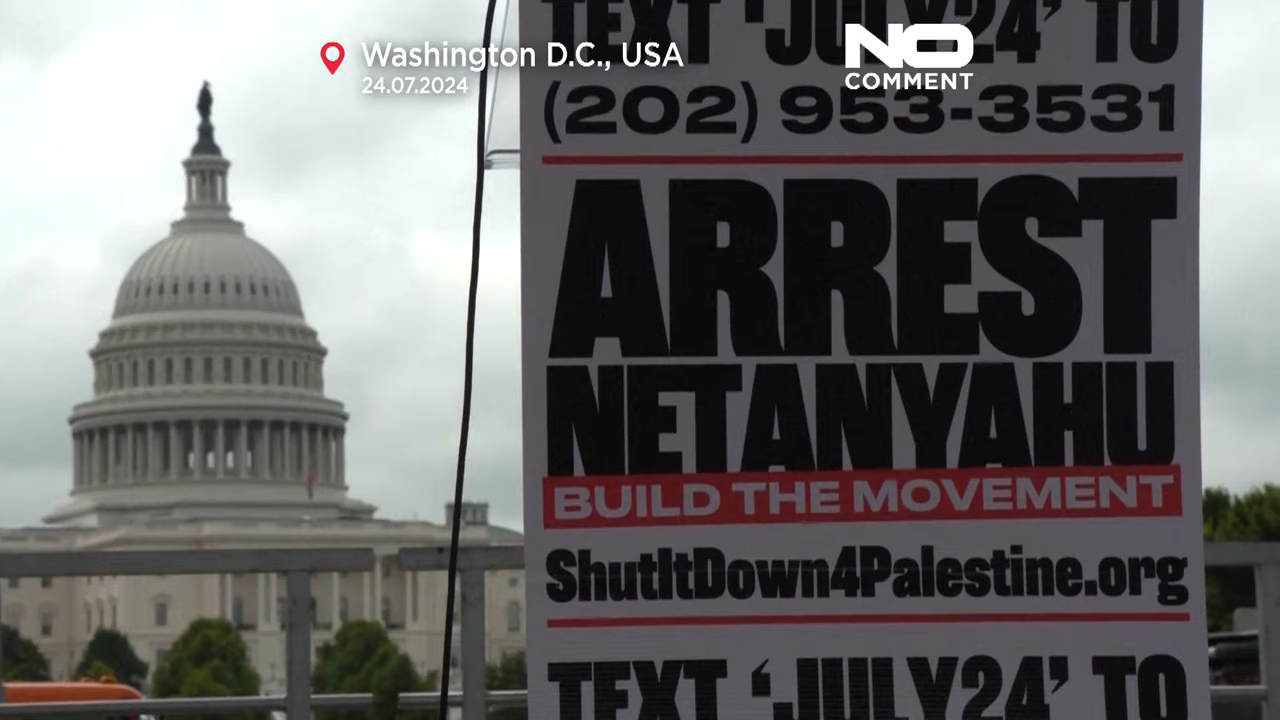 TEXT ‘JULY24’ TO
Washington D.C., USA
24.07.2024
NO
COMMENT
(202) 953-3531
ARREST
NETANYAHU
BUILD THE MOVEMENT
ShutItDown4Palestine.org
TEXT ‘JULY24’ TO